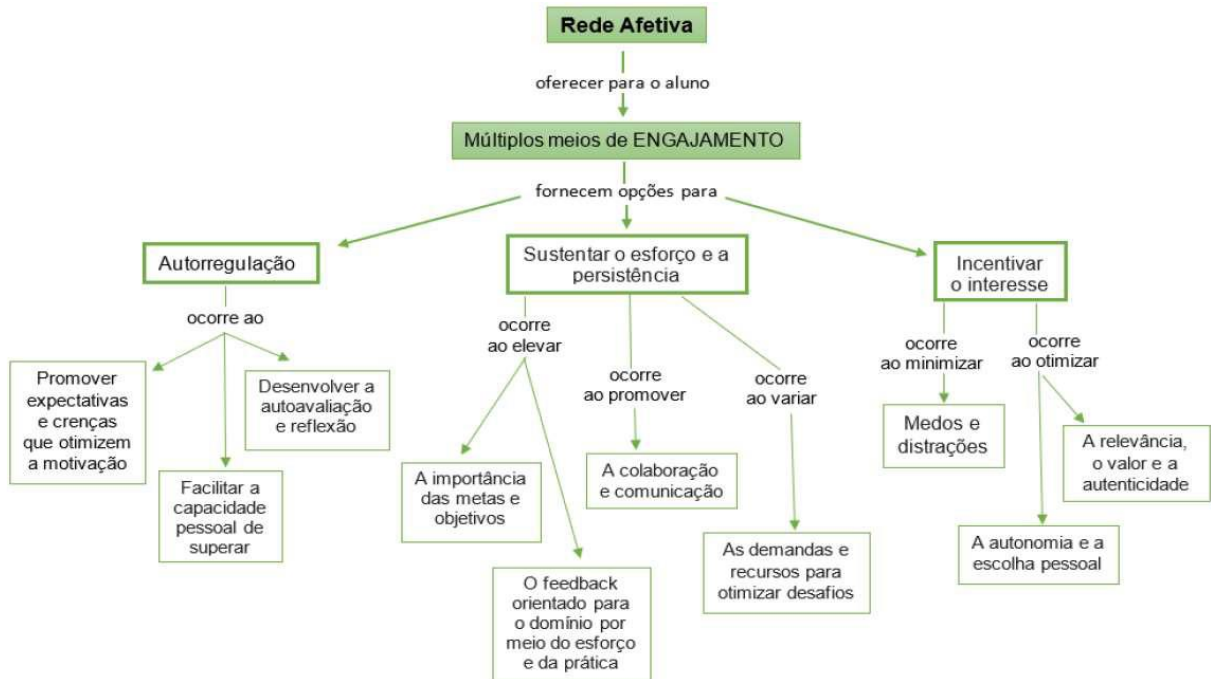 Rede Afetiva
oferecer para o aluno
Múltiplos meios de ENGAJAMENTO
fornecem opções para
Autorregulação
ocorre ao
Promover
expectativas
e crenças
que otimizem
a motivação
Facilitar a
capacidade
pessoal de
superar
Desenvolver a
autoavaliação
e reflexão
Sustentar o esforço e a
persistência
ocorre
ao elevar
A importância
das metas e
objetivos
O feedback
orientado para
o domínio por
meio do esforço
e da prática
ocorre
ao promover
A colaboração
e comunicação
ocorre
ao variar
As demandas e
recursos para
otimizar desafios
Incentivar
o interesse
ocorre
ao minimizar
Medos e
distrações
ocorre
ao otimizar
A autonomia e a
escolha pessoal
A relevância,
o valor e a
autenticidade